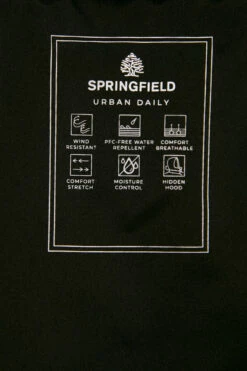 SPRINGFIELD
URBAN DAILY
WIND
RESISTANT
PFC-FREE WATER
REPELLENT
COMFORT
BREATHABLE
COMFORT
STRETCH
MOISTURE
CONTROL
HIDDEN
HOOD